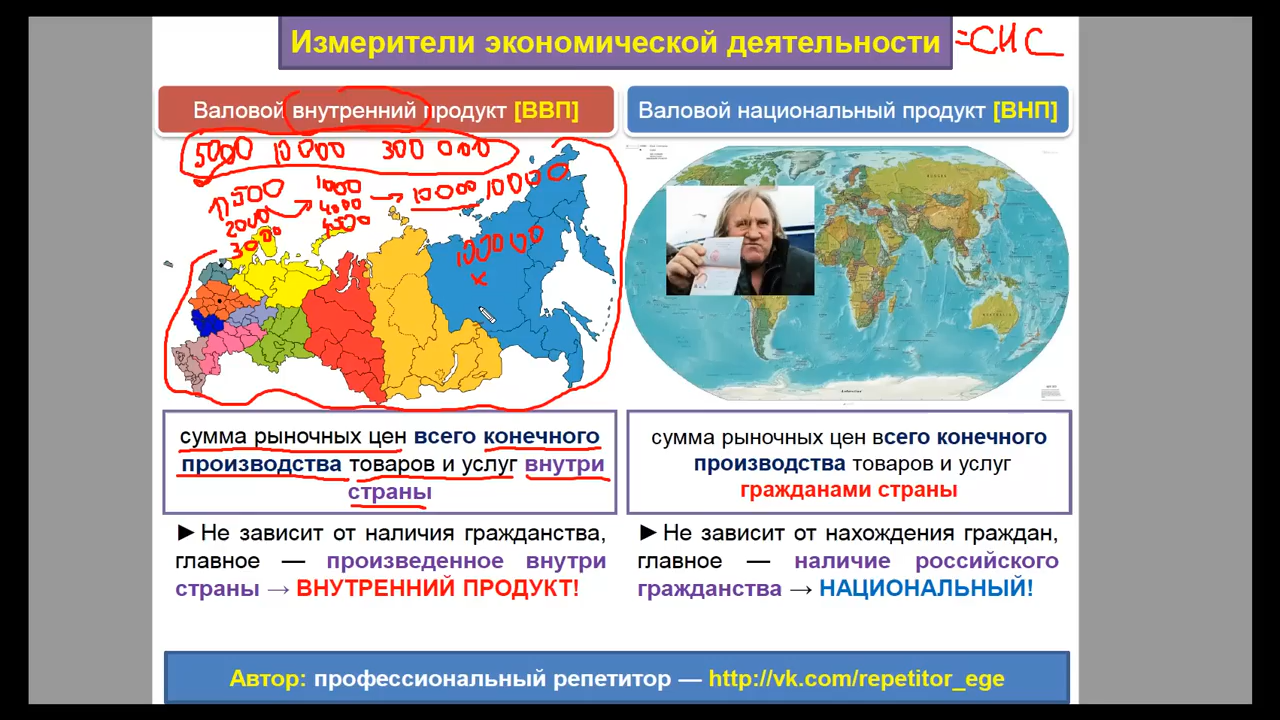 Измерители экономической деятельности
=СНС
Валовой внутренний продукт [ВВП]
5000 10 000 300 000
1000
2000
4000
3000
4500
10000 10000
100000
x
сумма рыночных цен всего конечного
производства товаров и услуг внутри
страны
►Не зависит от наличия гражданства,
главное — произведенное внутри
страны → ВНУТРЕННИЙ ПРОДУКТ!
Валовой национальный продукт [ВНП]
сумма рыночных цен всего конечного
производства товаров и услуг
гражданами страны
►Не зависит от нахождения граждан,
главное — наличие российского
гражданства → НАЦИОНАЛЬНЫЙ!
Автор: профессиональный репетитор — http://vk.com/repetitor_ege